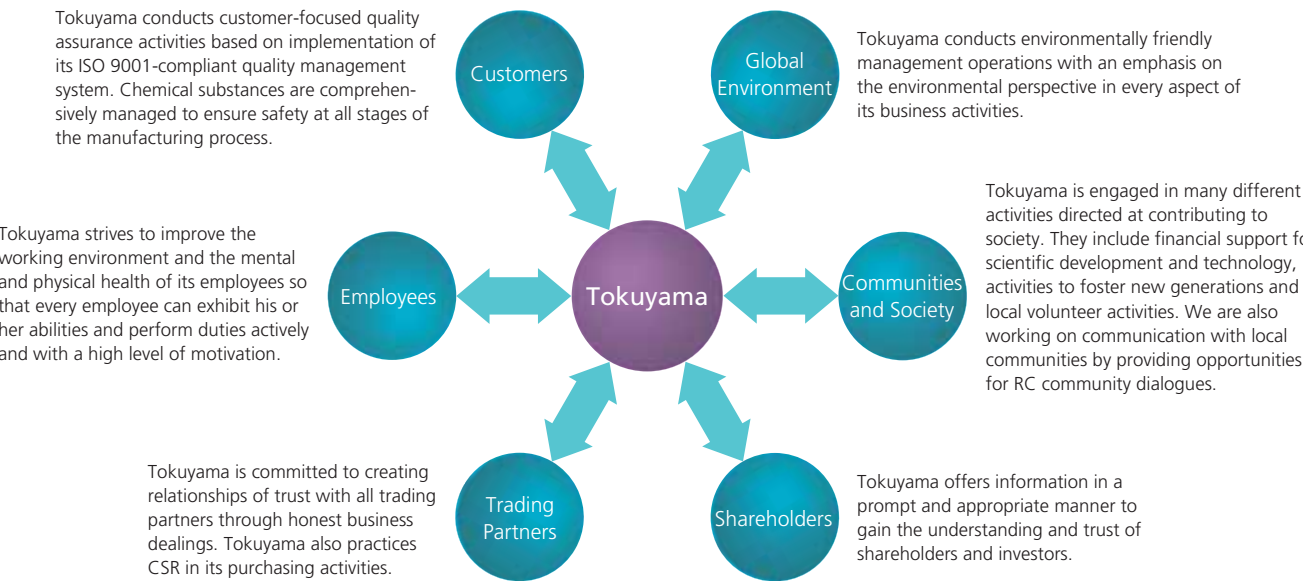 Tokuyama conducts customer-focused quality
assurance activities based on implementation of
its ISO 9001-compliant quality management
system. Chemical substances are comprehen-
sively managed to ensure safety at all stages of
the manufacturing process.
Customers
Global
Environment
Tokuyama conducts environmentally friendly
management operations with an emphasis on
the environmental perspective in every aspect of
its business activities.
Tokuyama strives to improve the
working environment and the mental
and physical health of its employees so
that every employee can exhibit his or
her abilities and perform duties actively
and with a high level of motivation.
Employees
Tokuyama
Communities
and Society
Tokuyama is engaged in many different
activities directed at contributing to
society. They include financial support fo
scientific development and technology,
activities to foster new generations and
local volunteer activities. We are also
working on communication with local
communities by providing opportunities
for RC community dialogues.
Tokuyama is committed to creating
relationships of trust with all trading
partners through honest business
dealings. Tokuyama also practices
CSR in its purchasing activities.
Trading
Partners
Shareholders
Tokuyama offers information in a
prompt and appropriate manner to
gain the understanding and trust of
shareholders and investors.